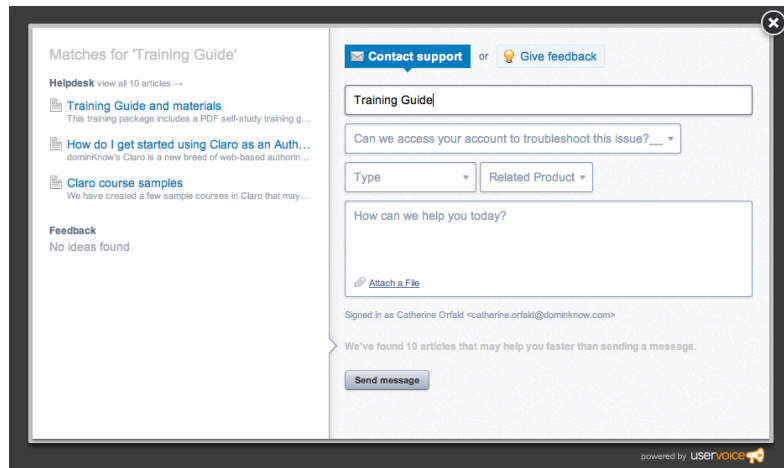 Matches for 'Training Guide'
Helpdesk view all 10 articles →
Training Guide and materials
This training package includes a PDF self-study training g...
How do I get started using Claro as an Auth...
dominKnow's Claro is a new breed of web-based authorin...
Claro course samples
We have created a few sample courses in Claro that may...
Feedback
No ideas found
Contact support or Give feedback
Training Guide
Can we access your account to troubleshoot this issue?__
Type Related Product
How can we help you today?
Attach a File
Signed in as Catherine Orfald <catherine.orfald@dominknow.com>
We've found 10 articles that may help you faster than sending a message.
Send message
powered by uservoice